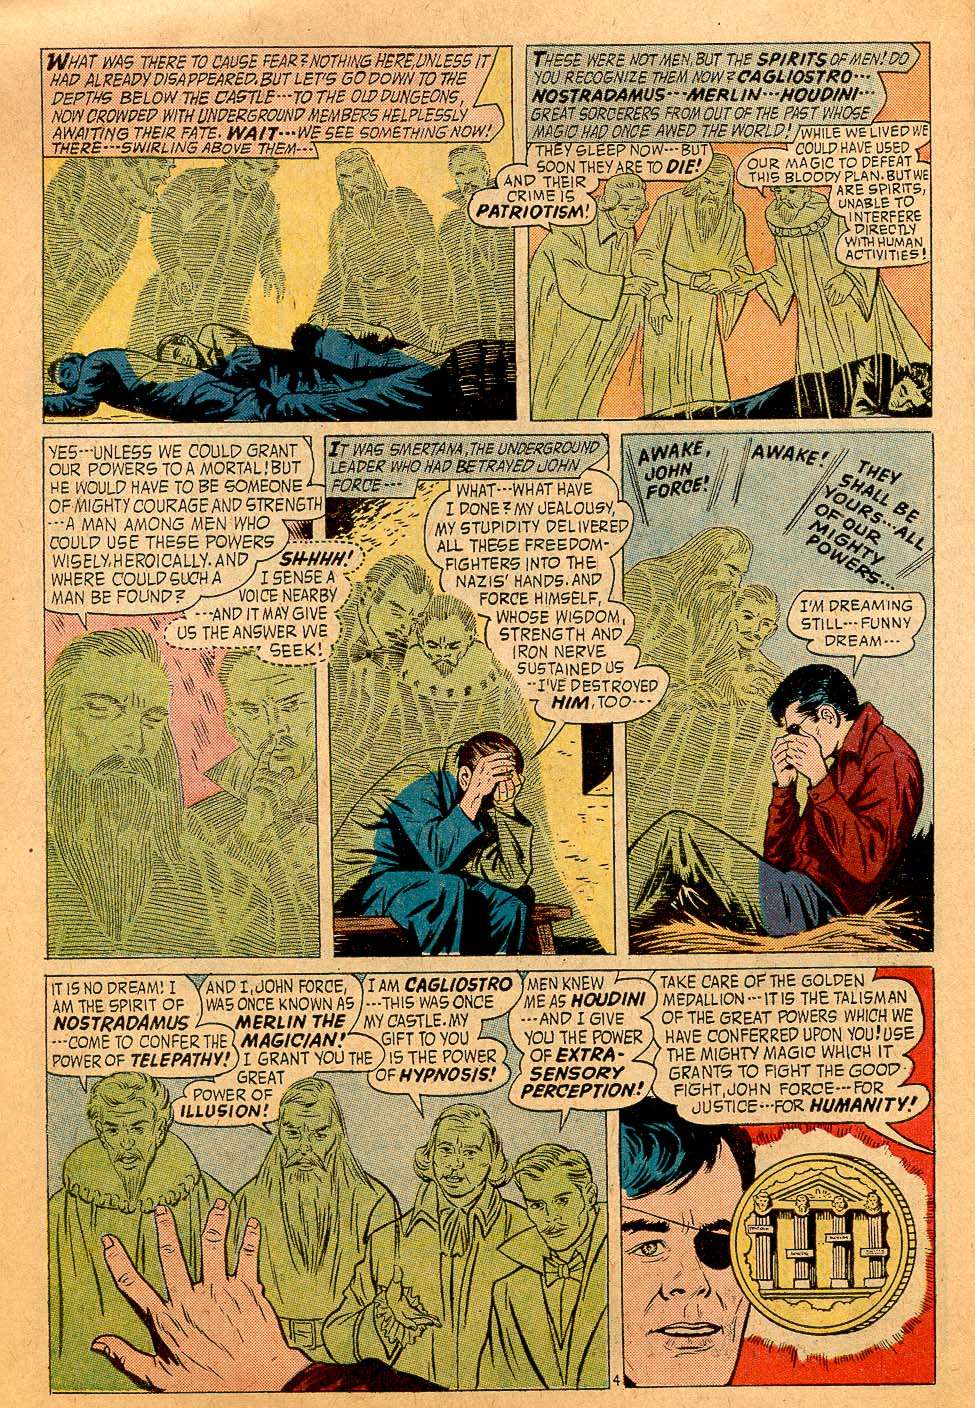 WHAT WAS THERE TO CAUSE FEAR? NOTHING HERE, UNLESS IT
HAD ALREADY DISAPPEARED. BUT LET'S GO DOWN TO THE
DEPTHS BELOW THE CASTLE---TO THE OLD DUNGEONS,
NOW CROWDED WITH UNDERGROUND MEMBERS HELPLESSLY
AWAITING THEIR FATE. WAIT---WE SEE SOMETHING NOW!
THERE---SWIRLING ABOVE THEM---
THESE WERE NOT MEN, BUT THE SPIRITS OF MEN! DO
YOU RECOGNIZE THEM NOW? CAGLIOSTRO---
NOSTRADAMUS---MERLIN---HOUDINI---
GREAT SORCERERS FROM OUT OF THE PAST WHOSE
MAGIC HAD ONCE AWED THE WORLD!
THEY SLEEP NOW---BUT
SOON THEY ARE TO DIE!
AND THEIR
CRIME IS
PATRIOTISM!
WHILE WE LIVED WE
COULD HAVE USED
OUR MAGIC TO DEFEAT
THIS BLOODY PLAN. BUT WE
ARE SPIRITS,
UNABLE TO
INTERFERE
DIRECTLY
WITH HUMAN
ACTIVITIES!
YES---UNLESS WE COULD GRANT
OUR POWERS TO A MORTAL! BUT
HE WOULD HAVE TO BE SOMEONE
OF MIGHTY COURAGE AND STRENGTH
---A MAN AMONG MEN WHO
COULD USE THESE POWERS
WISELY, HEROICALLY. AND
WHERE COULD SUCH A
MAN BE FOUND?
SH-HHH!
I SENSE A
VOICE NEARBY
---AND IT MAY GIVE
US THE ANSWER WE
SEEK!
IT WAS SMERTANA, THE UNDERGROUND
LEADER WHO HAD BETRAYED JOHN
FORCE---
WHAT---WHAT HAVE
I DONE? MY JEALOUSY,
MY STUPIDITY DELIVERED
ALL THESE FREEDOM-
FIGHTERS INTO THE
NAZIS' HANDS. AND
FORCE HIMSELF,
WHOSE WISDOM,
STRENGTH AND
IRON NERVE
SUSTAINED US
--I'VE DESTROYED
HIM, TOO---
AWAKE,
JOHN
FORCE!
AWAKE!
THEY
SHALL BE
YOURS---ALL
OF OUR
MIGHTY
POWERS---
I'M DREAMING
STILL---FUNNY
DREAM---
IT IS NO DREAM! I
AM THE SPIRIT OF
NOSTRADAMUS
---COME TO CONFER THE
POWER OF TELEPATHY!
AND I, JOHN FORCE,
WAS ONCE KNOWN AS
MERLIN THE
MAGICIAN!
I GRANT YOU THE
GREAT
POWER OF
ILLUSION!
I AM CAGLIOSTRO
---THIS WAS ONCE
MY CASTLE. MY
GIFT TO YOU
IS THE POWER
OF HYPNOSIS!
MEN KNEW
ME AS HOUDINI
---AND I GIVE
YOU THE POWER
OF EXTRA-
SENSORY
PERCEPTION!
TAKE CARE OF THE GOLDEN
MEDALLION---IT IS THE TALISMAN
OF THE GREAT POWERS WHICH WE
HAVE CONFERRED UPON YOU! USE
THE MIGHTY MAGIC WHICH IT
GRANTS TO FIGHT THE GOOD
FIGHT, JOHN FORCE---FOR
JUSTICE---FOR HUMANITY!
4